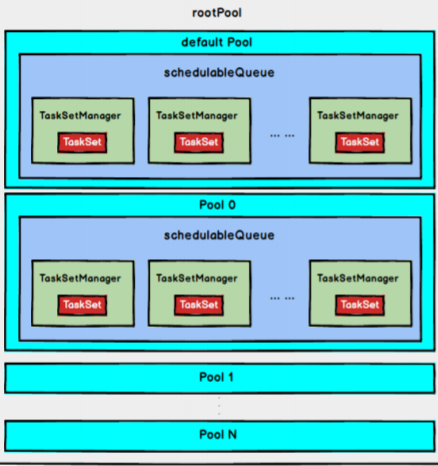 rootPool
default Pool
schedulableQueue
TaskSetManager TaskSetManager TaskSetManager
TaskSet TaskSet ... ... TaskSet
Pool 0
schedulableQueue
TaskSetManager TaskSetManager TaskSetManager
TaskSet TaskSet ... ... TaskSet
Pool 1
Pool N